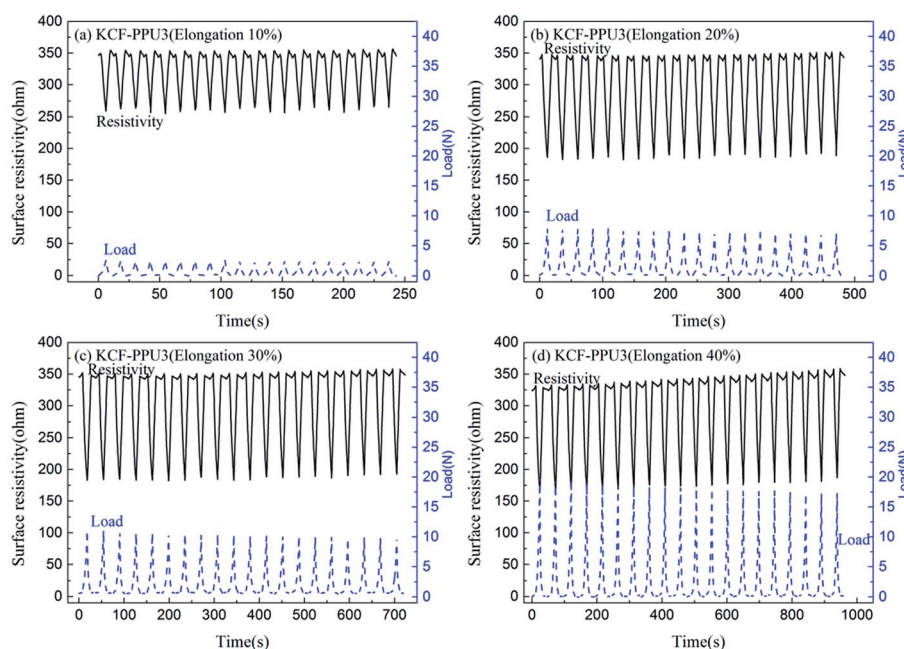 (a) KCF-PPU3(Elongation 10%)
Resistivity
Load
Surface resistivity(ohm)
400
350
300
250
200
150
100
50
0
0 50 100 150 200 250
Time(s)
40
35
30
25
20
15
10
5
0
Load(N)
(b) KCF-PPU3(Elongation 20%)
Resistivity
Load
Surface resistivity(ohm)
400
350
300
250
200
150
100
50
0
0 100 200 300 400 500
Time(s)
40
35
30
25
20
15
10
5
0
Load(N)
(c) KCF-PPU3(Elongation 30%)
Resistivity
Load
Surface resistivity(ohm)
400
350
300
250
200
150
100
50
0
0 100 200 300 400 500 600 700
Time(s)
40
35
30
25
20
15
10
5
0
Load(N)
(d) KCF-PPU3(Elongation 40%)
Resistivity
Load
Surface resistivity(ohm)
400
350
300
250
200
150
100
50
0
0 200 400 600 800 1000
Time(s)
40
35
30
25
20
15
10
5
0
Load(N)